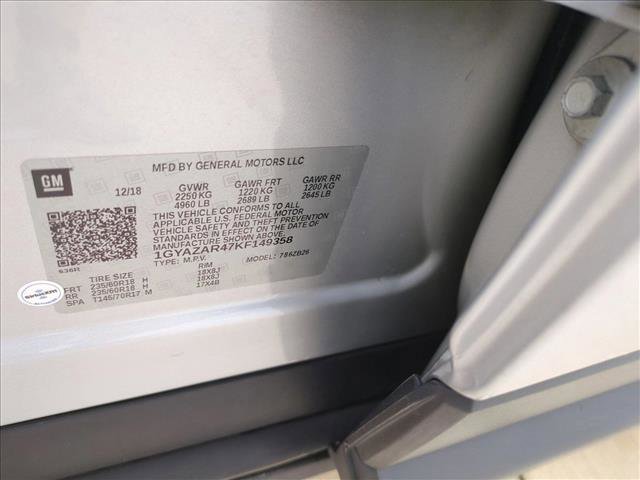 MFD BY GENERAL MOTORS LLC
GM
12/18 GVWR GAWR FRT GAWR RR
2250 KG 1220 KG 1200 KG
4960 LB 2689 LB 2645 LB
THIS VEHICLE CONFORMS TO ALL
APPLICABLE U.S. FEDERAL MOTOR
VEHICLE SAFETY AND THEFT PREVENTION
STANDARDS IN EFFECT ON THE DATE OF
MANUFACTURE SHOWN ABOVE.
1GYAZAR47KF149358
TYPE: M.P.V. MODEL: 786ZB26
S36R
TIRE SIZE RIM
FRT 235/60R18 H 18X8J
RR 235/60R18 H 18X8J
SPA T145/70R17 M 17X4B